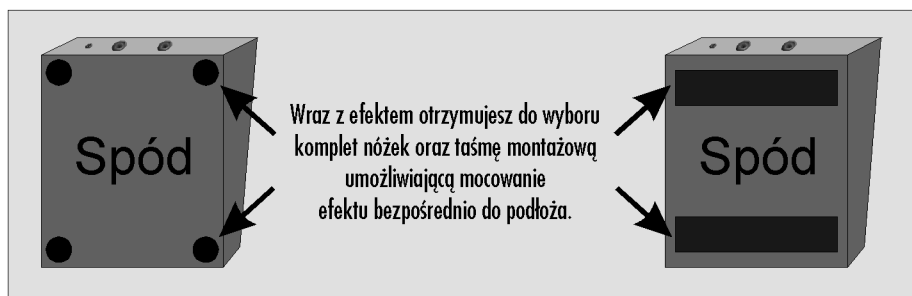 Spód
Wraz z efektem otrzymujesz do wyboru
komplet nóżek oraz taśmę montażową
umożliwiającą mocowanie
efektu bezpośrednio do podłoża.
Spód